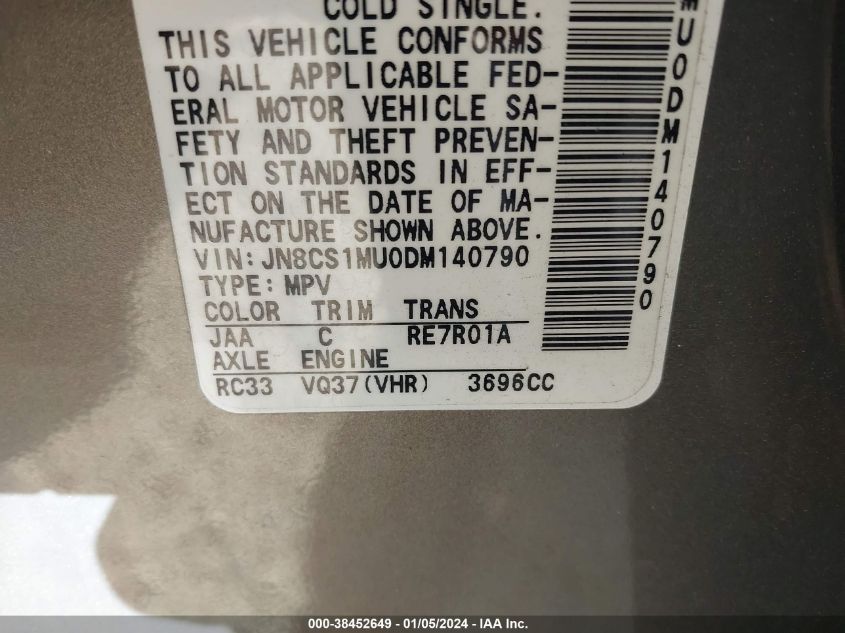 COLD SINGLE.
THIS VEHICLE CONFORMS
TO ALL APPLICABLE FED-
ERAL MOTOR VEHICLE SA-
FETY AND THEFT PREVEN-
TION STANDARDS IN EFF-
ECT ON THE DATE OF MA-
NUFACTURE SHOWN ABOVE.
VIN:JN8CS1MU0DM140790
TYPE:MPV
COLOR TRIM TRANS
JAA C RE7R01A
AXLE ENGINE
RC33 VQ37(VHR) 3696CC
MU0DM140790
000-38452649 - 01/05/2024 - IAA Inc.